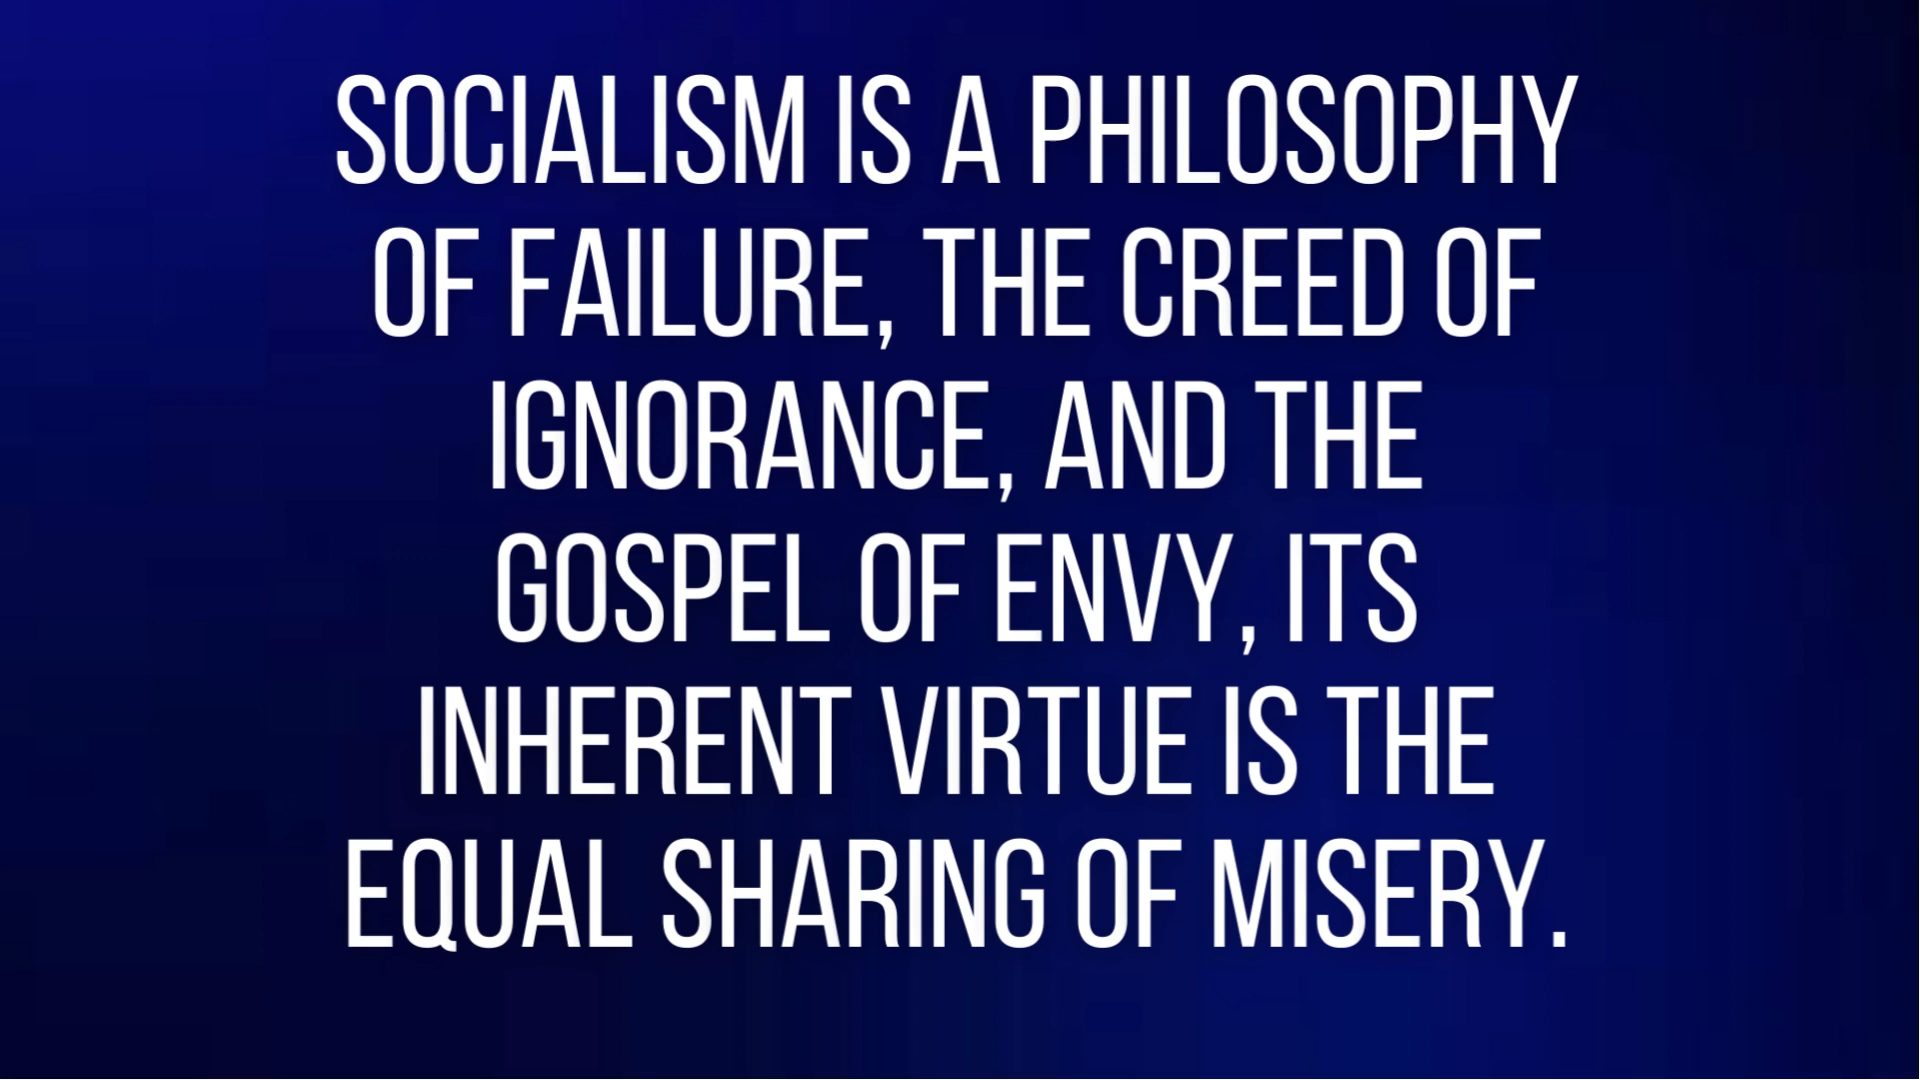 SOCIALISM IS A PHILOSOPHY
OF FAILURE, THE CREED OF
IGNORANCE, AND THE
GOSPEL OF ENVY, ITS
INHERENT VIRTUE IS THE
EQUAL SHARING OF MISERY.